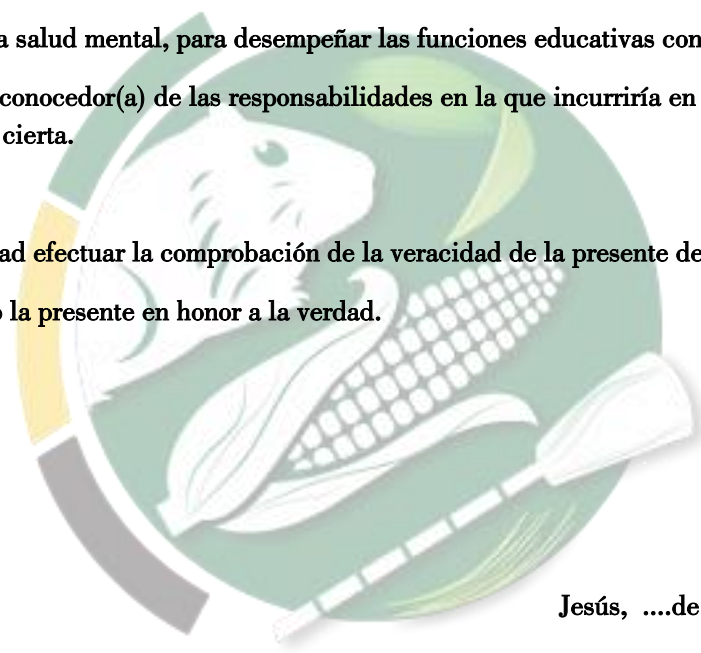 a salud mental, para desempeñar las funciones educativas con
conocedor(a) de las responsabilidades en la que incurriría en
cierta.
ad efectuar la comprobación de la veracidad de la presente de
o la presente en honor a la verdad.
Jesús, ....de